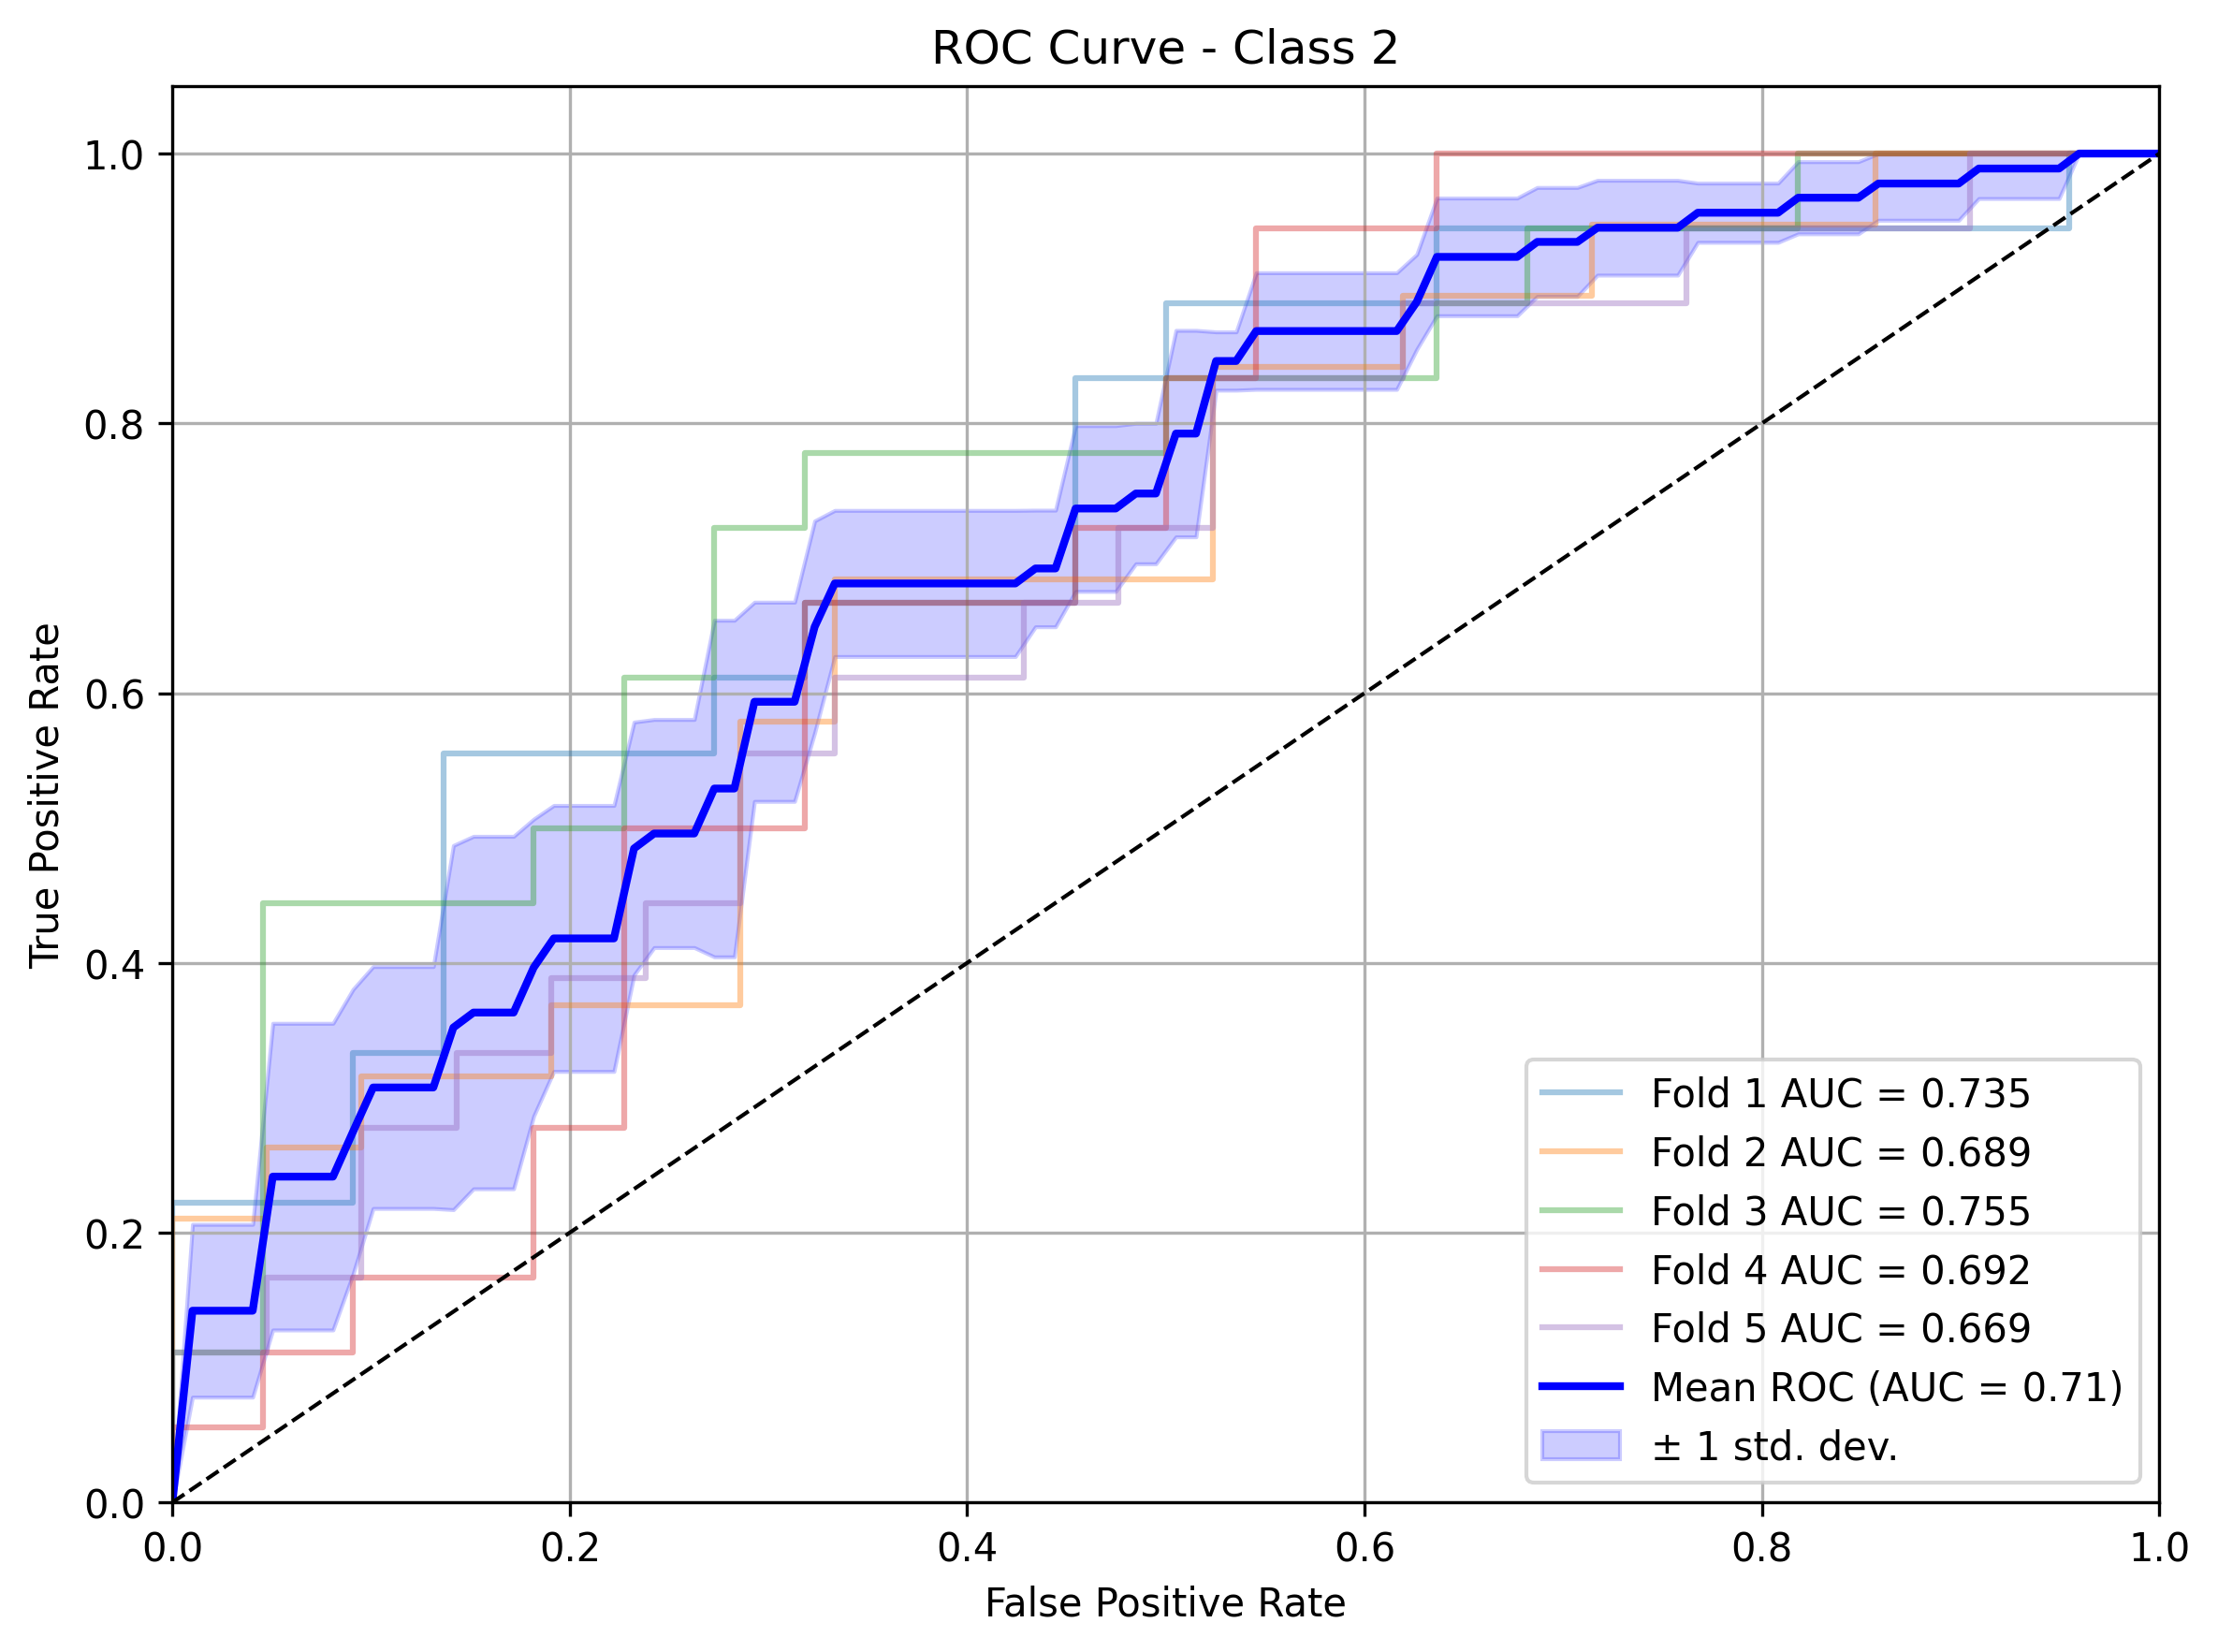 ROC Curve - Class 2
True Positive Rate
1.0
0.8
0.6
0.4
0.2
0.0
0.0 0.2 0.4 0.6 0.8 1.0
False Positive Rate
Fold 1 AUC = 0.735
Fold 2 AUC = 0.689
Fold 3 AUC = 0.755
Fold 4 AUC = 0.692
Fold 5 AUC = 0.669
Mean ROC (AUC = 0.71)
± 1 std. dev.